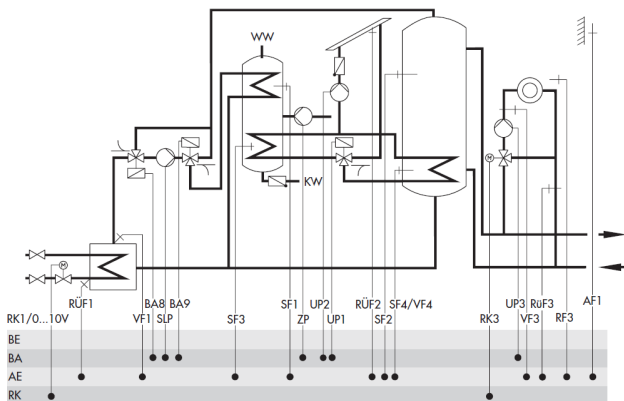 WW
KW
M
M
RK1/0...10V
RÜF1
VF1
BA8
SLP
BA9
SF3
SF1
ZP
UP2
UP1
RÜF2
SF2
SF4/VF4
RK3
UP3
VF3
RüF3
RF3
AF1
BE
BA
AE
RK